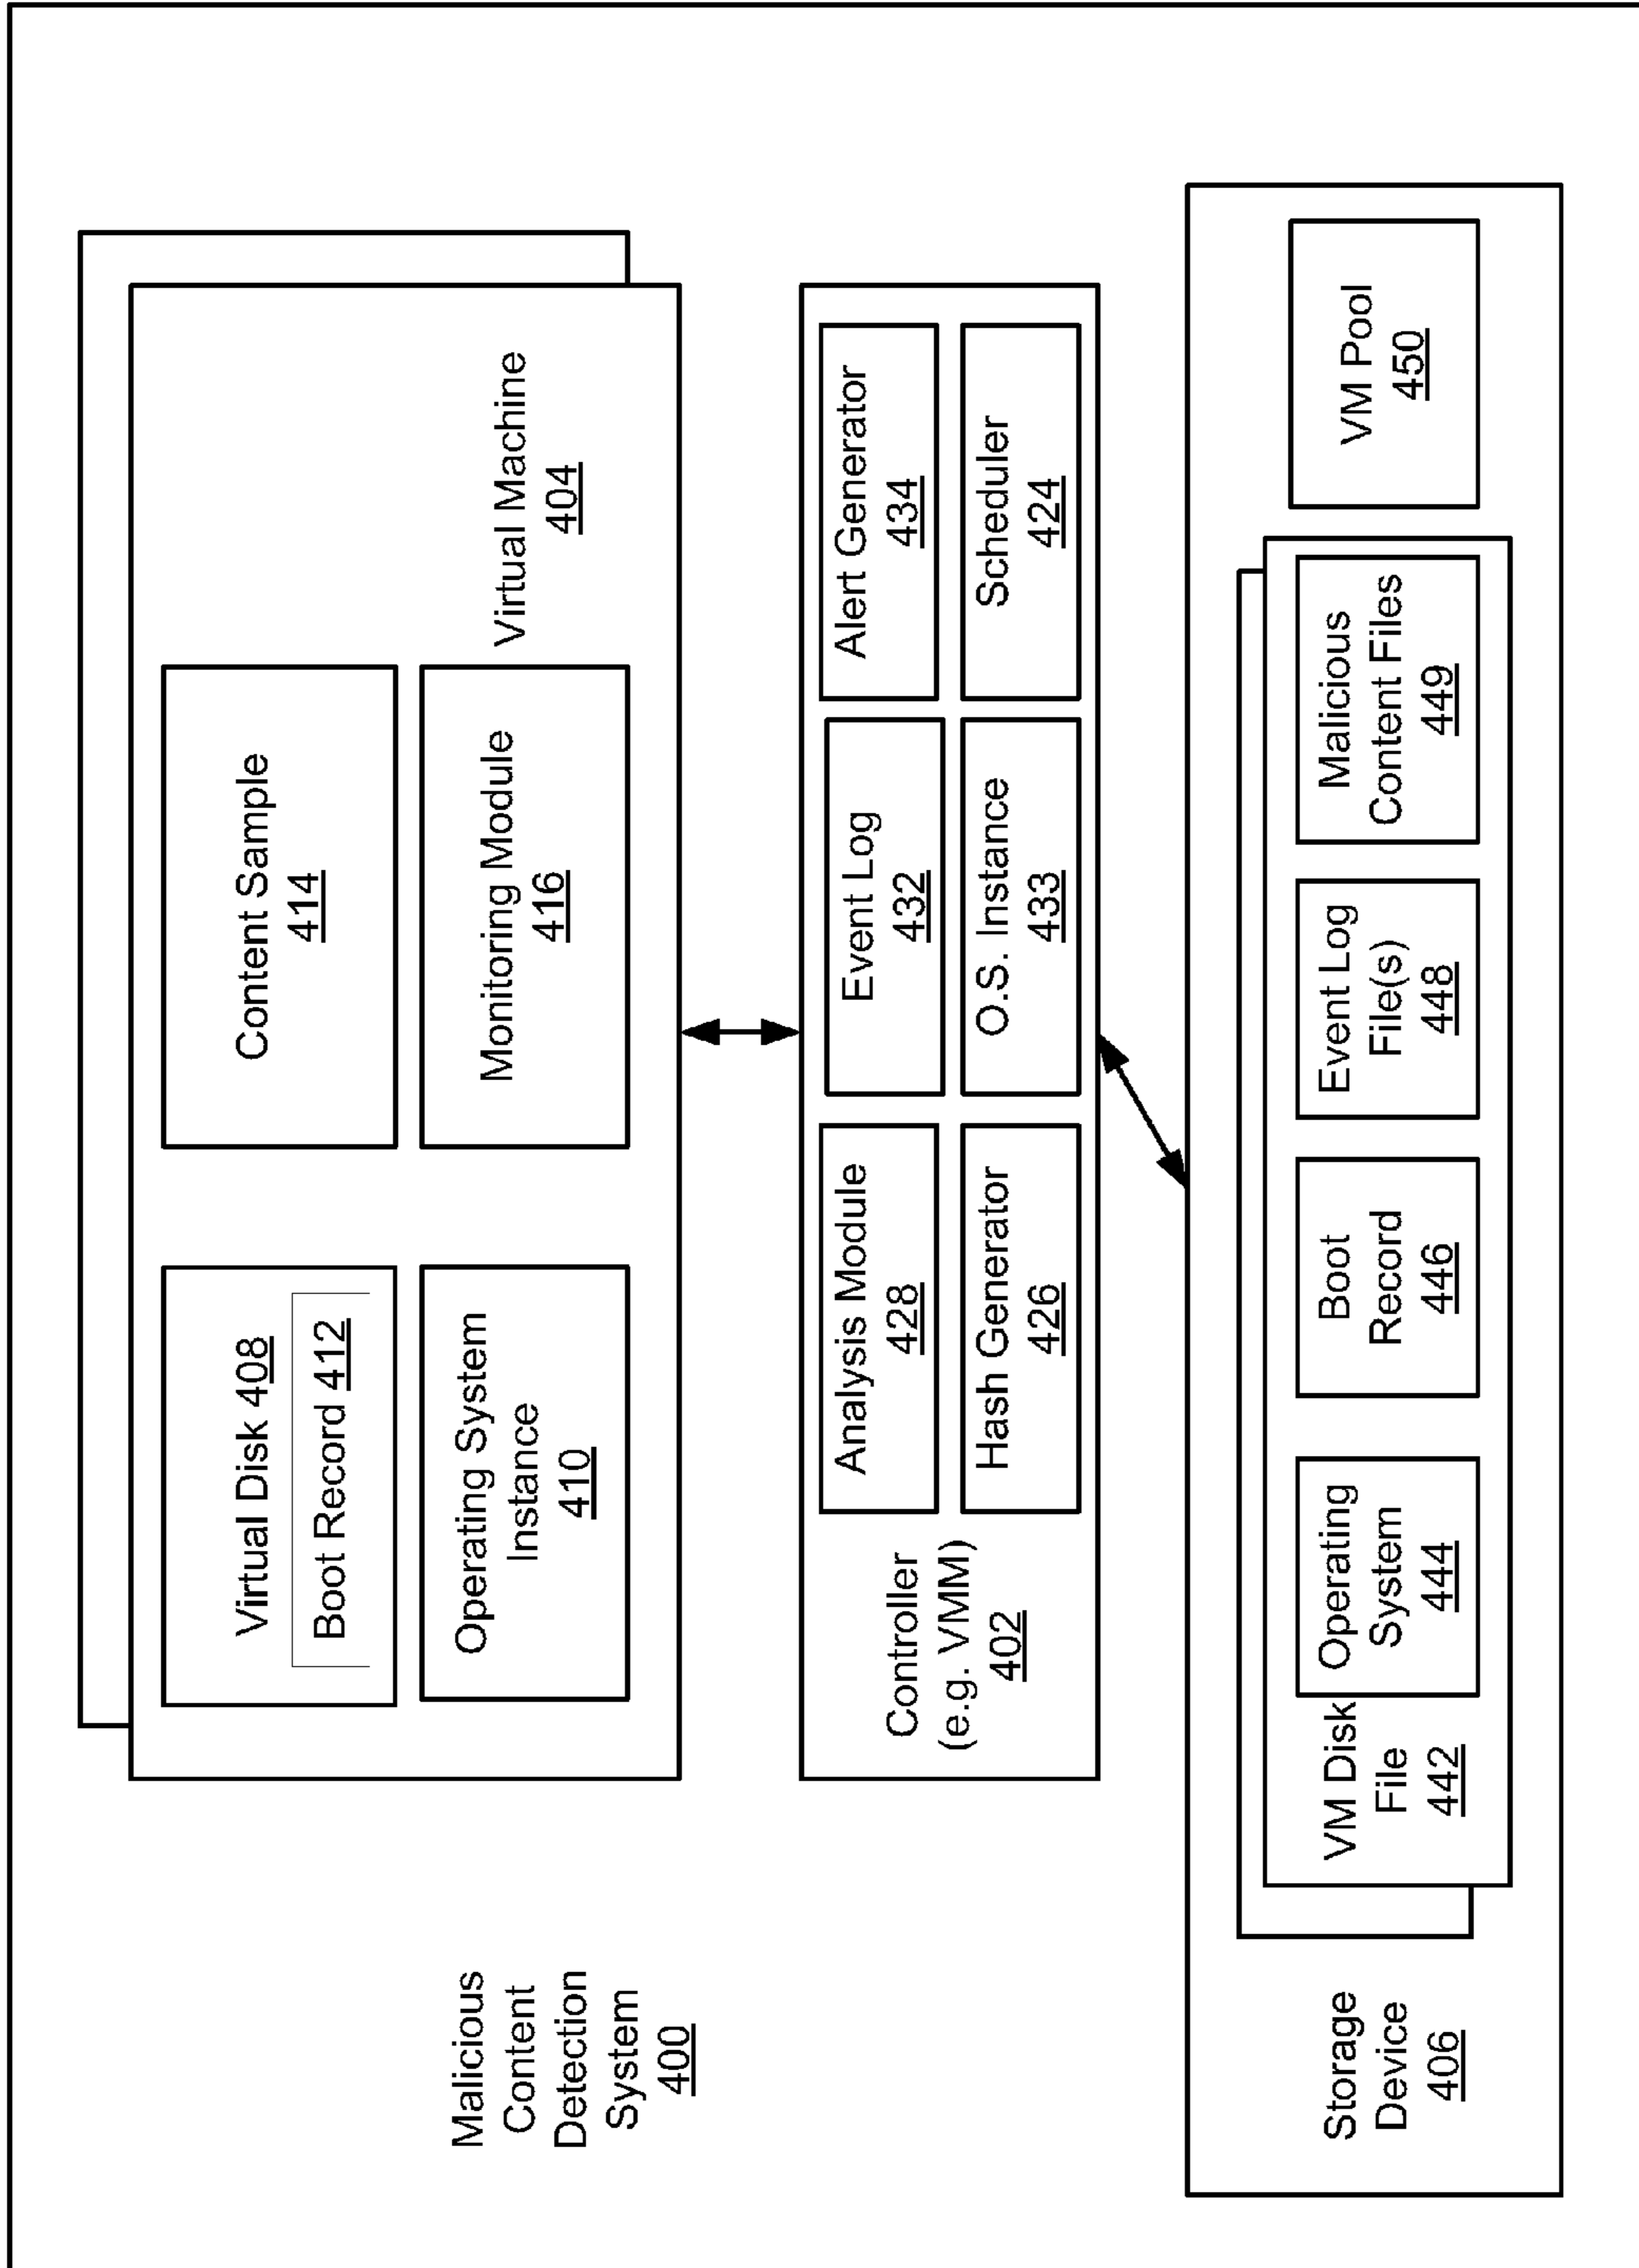 Malicious
Content
Detection
System
400
Virtual Disk 408
Boot Record 412
Content Sample
414
Operating System
Instance
410
Monitoring Module
416
Virtual Machine
404
Controller
(e.g. VMM)
402
Analysis Module
428
Event Log
432
Alert Generator
434
Hash Generator
426
O.S. Instance
433
Scheduler
424
Storage
Device
406
VM Disk
File
442
Operating
System
444
Boot
Record
446
Event Log
File(s)
448
Malicious
Content Files
449
VM Pool
450